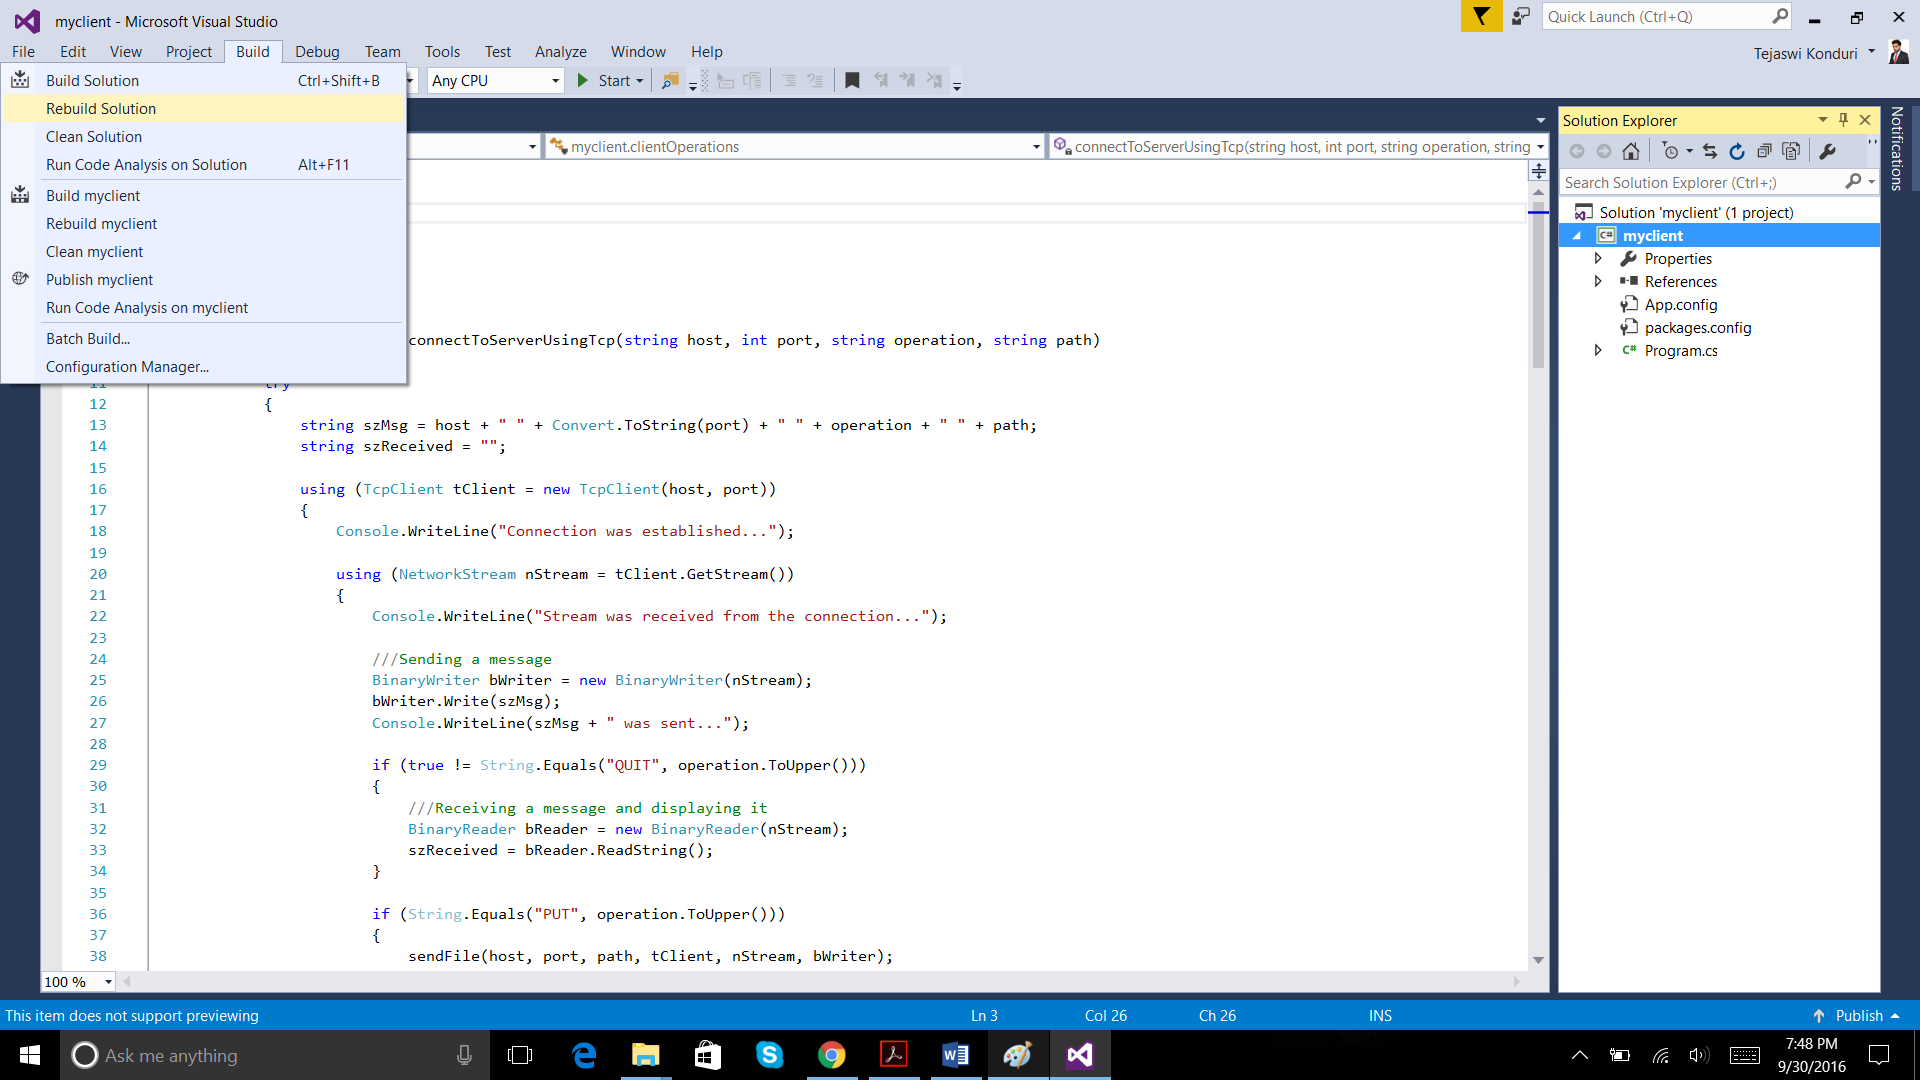 myclient - Microsoft Visual Studio
Quick Launch (Ctrl+Q)
File Edit View Project Build Debug Team Tools Test Analyze Window Help
Tejaswi Konduri
Build Solution Ctrl+Shift+B
Any CPU
Start
Rebuild Solution
Clean Solution
Run Code Analysis on Solution Alt+F11
Build myclient
Rebuild myclient
Clean myclient
Publish myclient
Run Code Analysis on myclient
Batch Build...
Configuration Manager...
myclient.clientOperations
connectToServerUsingTcp(string host, int port, string operation, string
connectToServerUsingTcp(string host, int port, string operation, string path)
11 try
12 {
13 string szMsg = host + " " + Convert.ToString(port) + " " + operation + " " + path;
14 string szReceived = "";
15
16 using (TcpClient tClient = new TcpClient(host, port))
17 {
18 Console.WriteLine("Connection was established...");
19
20 using (NetworkStream nStream = tClient.GetStream())
21 {
22 Console.WriteLine("Stream was received from the connection...");
23
24 ///Sending a message
25 BinaryWriter bWriter = new BinaryWriter(nStream);
26 bWriter.Write(szMsg);
27 Console.WriteLine(szMsg + " was sent...");
28
29 if (true != String.Equals("QUIT", operation.ToUpper()))
30 {
31 ///Receiving a message and displaying it
32 BinaryReader bReader = new BinaryReader(nStream);
33 szReceived = bReader.ReadString();
34 }
35
36 if (String.Equals("PUT", operation.ToUpper()))
37 {
38 sendFile(host, port, path, tClient, nStream, bWriter);
100 %
Solution Explorer
Search Solution Explorer (Ctrl+;)
Solution 'myclient' (1 project)
C# myclient
Properties
References
App.config
packages.config
C# Program.cs
Notifications
This item does not support previewing
Ln 3 Col 26 Ch 26 INS
Publish
Ask me anything
7:48 PM
9/30/2016